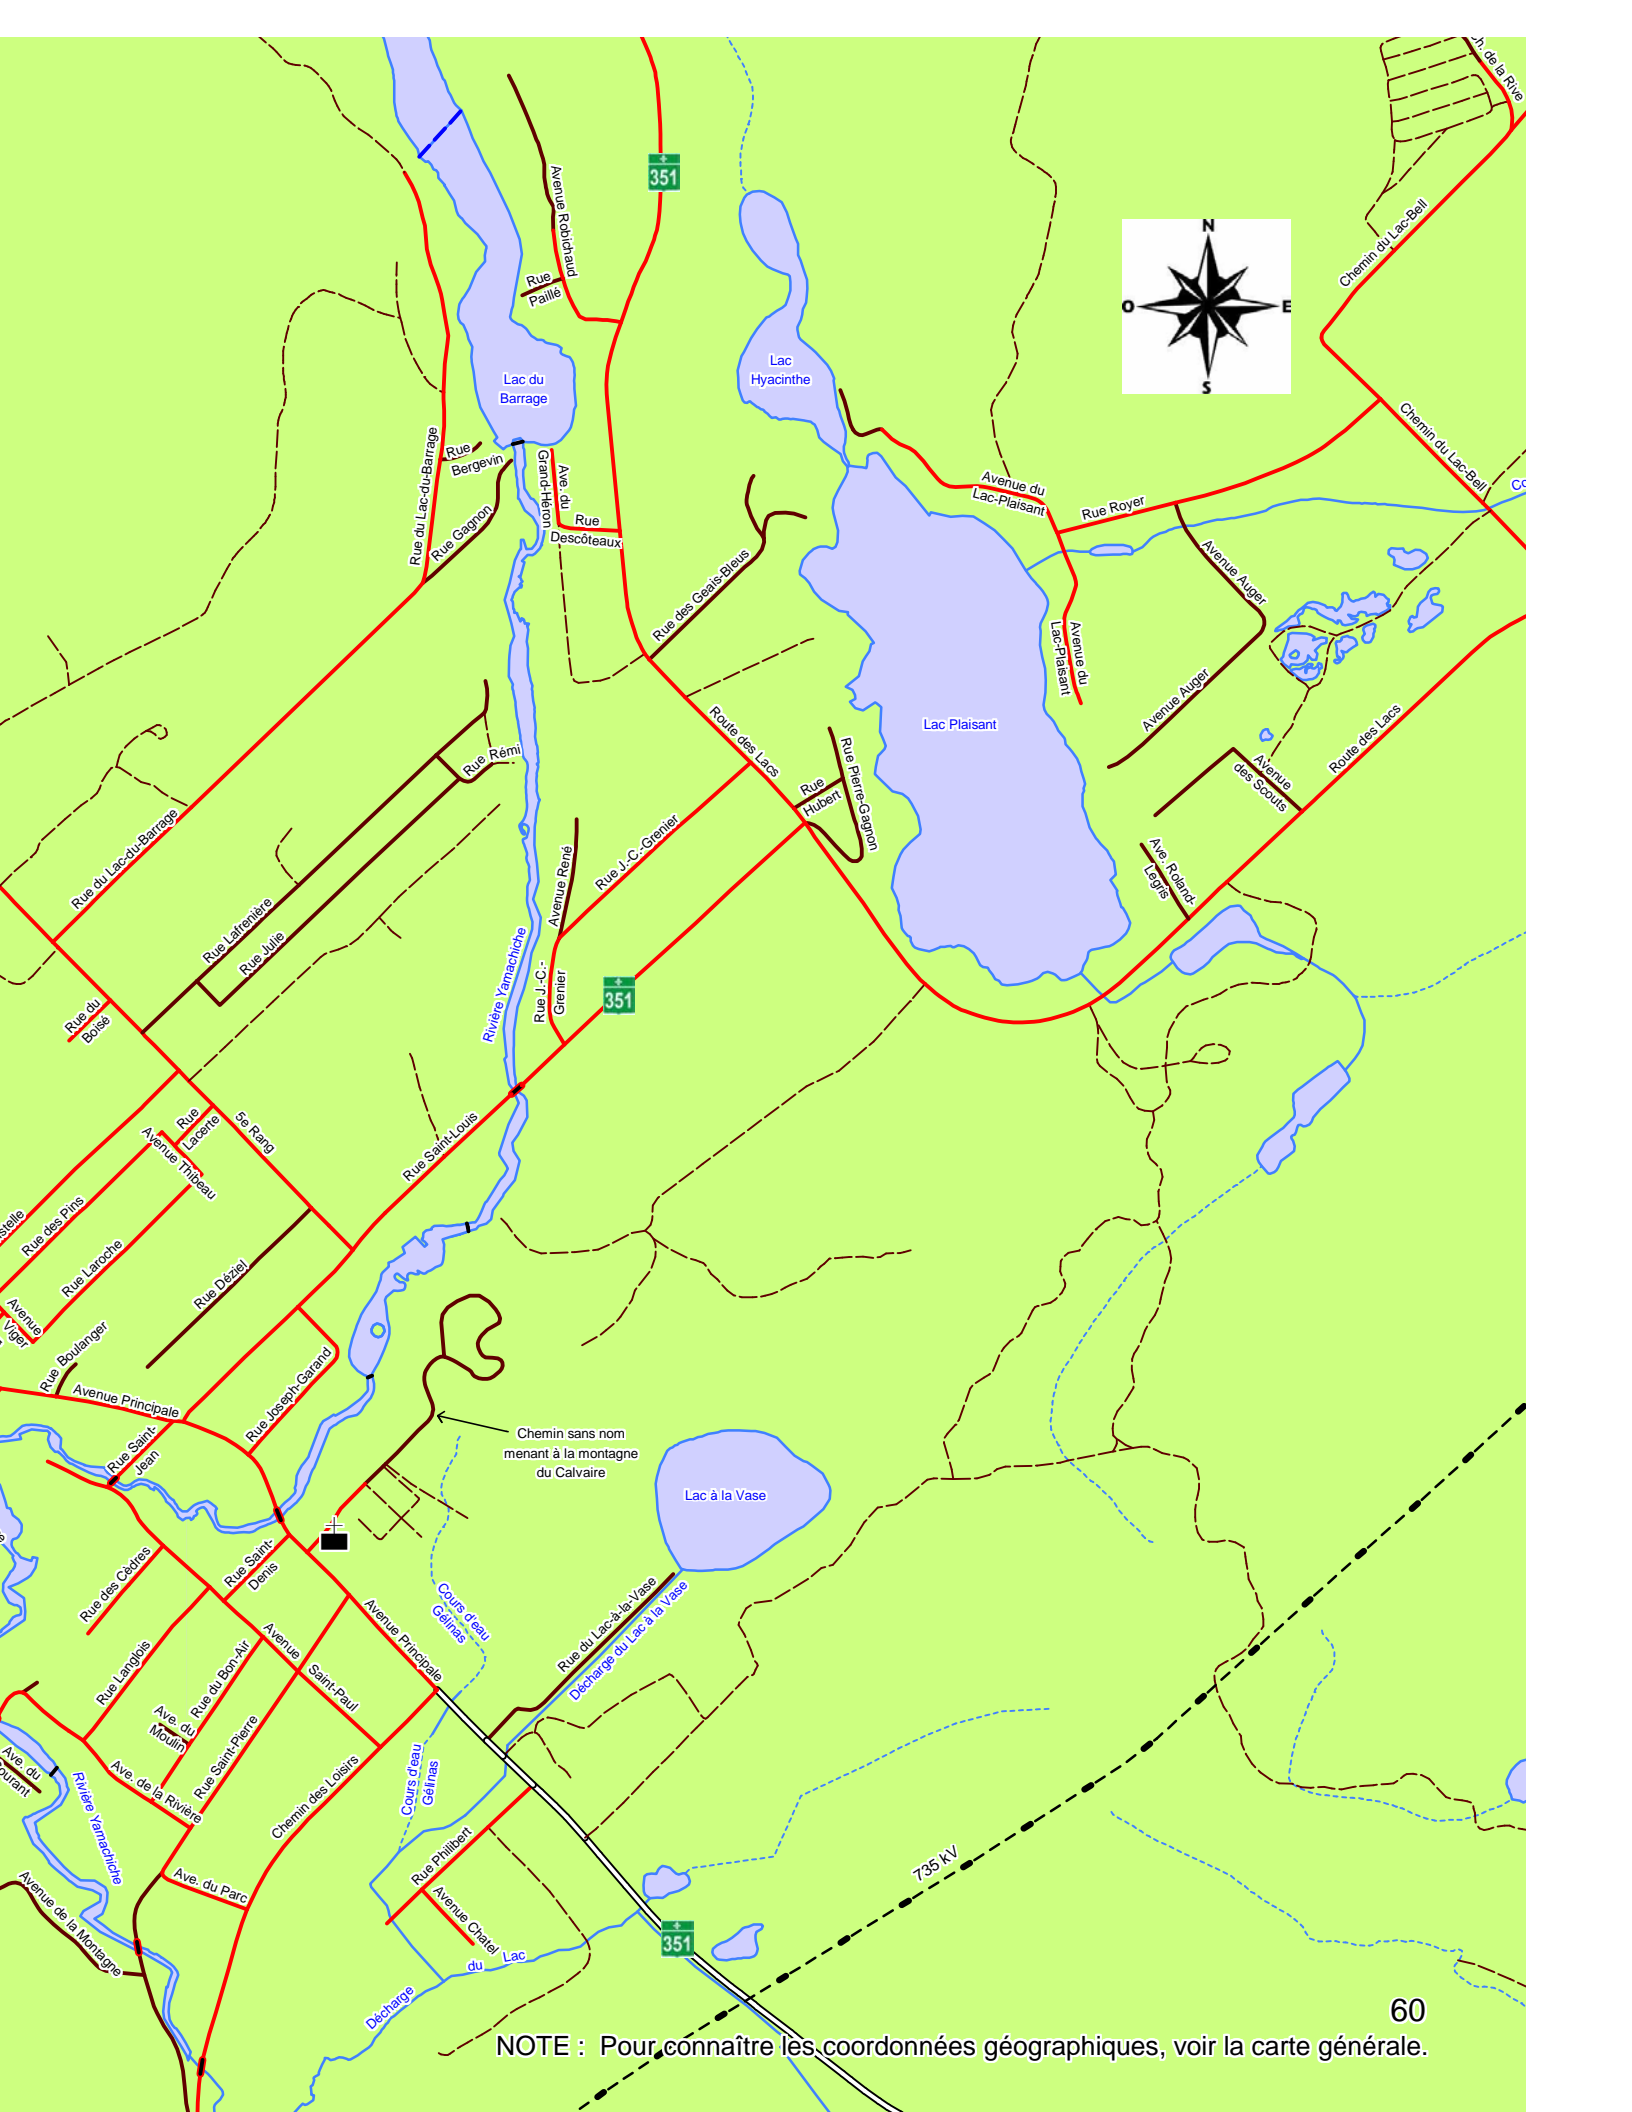 Ch. de la Rive
351
Avenue Robichaud
Rue
Paillé
Chemin du Lac-Bell
N
O
E
S
Lac
Hyacinthe
Lac du
Barrage
Chemin du Lac-Bell
Rue du Lac-du-Barrage
Rue
Bergevin
Rue Gagnon
Grand-Héron
Ave. du
Rue
Descôteaux
Avenue du
Lac-Plaisant
Rue Royer
Rue des Geais-Bleus
Avenue Auger
Avenue du
Lac-Plaisant
Avenue Auger
Lac Plaisant
Route des Lacs
Route des Lacs
Rue Rémi
Rue
Hubert
Rue Pierre-Gagnon
Avenue
des Scouts
Rue du Lac-du-Barrage
Rue J.-C.-Grenier
Avenue René
Ave. Roland-
Legris
Rue Lafrenière
Rue Julie
Rivière Yamachiche
Rue J.-C.-
Grenier
351
Rue du
Boisé
Rue
Lacerte
Avenue Thibeau
5e Rang
Rue Saint-Louis
Rue des Pins
Rue Laroche
Rue Déziel
Avenue
Viger
Rue Boulanger
Avenue Principale
Rue Joseph-Garand
Rue Saint-
Jean
Chemin sans nom
menant à la montagne
du Calvaire
Lac à la Vase
Rue des Cèdres
Rue Saint-
Denis
Avenue Principale
Cours d'eau
Gélinas
Rue du Lac-à-la-Vase
Décharge du Lac à la Vase
Rue Langlois
Rue du Bon-Air
Avenue
Saint-Paul
Ave. du
Moulin
Rue Saint-Pierre
Ave. du
Ave. de la Rivière
Rivière Yamachiche
Chemin des Loisirs
Cours d'eau
Gélinas
Rue Philibert
735 kV
Ave. du Parc
Avenue Chatel
Avenue de la Montagne
351
Décharge
du
Lac
60
NOTE : Pour connaître les coordonnées géographiques, voir la carte générale.